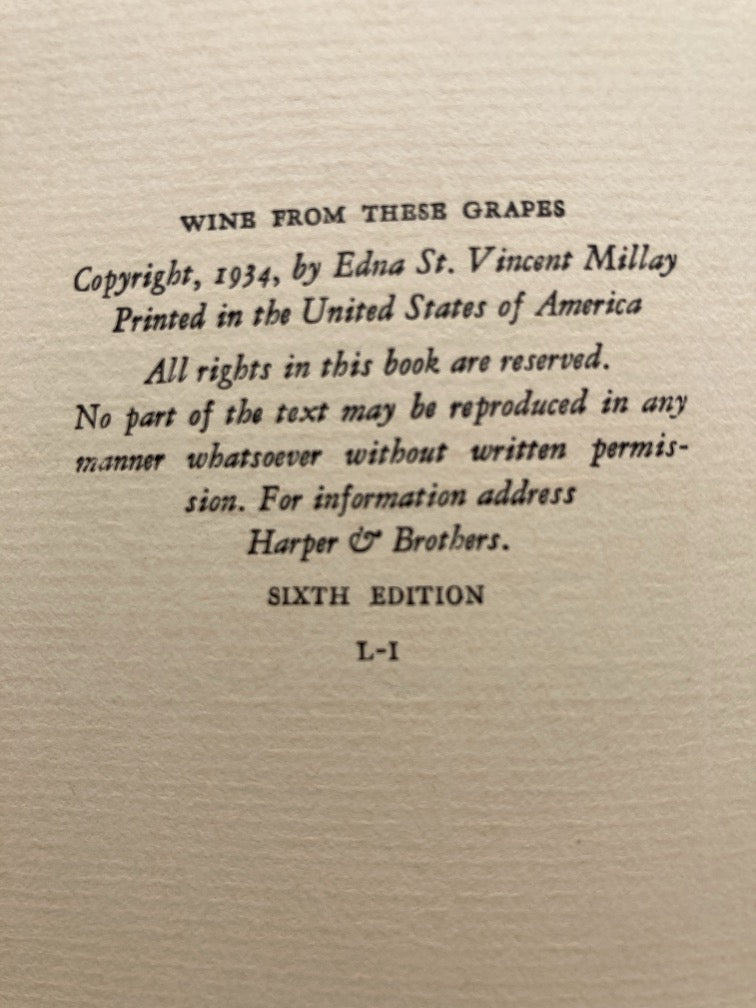 WINE FROM THESE GRAPES
Copyright, 1934, by Edna St. Vincent Millay
Printed in the United States of America
All rights in this book are reserved.
No part of the text may be reproduced in any
manner whatsoever without written permis-
sion. For information address
Harper & Brothers.
SIXTH EDITION
L-I